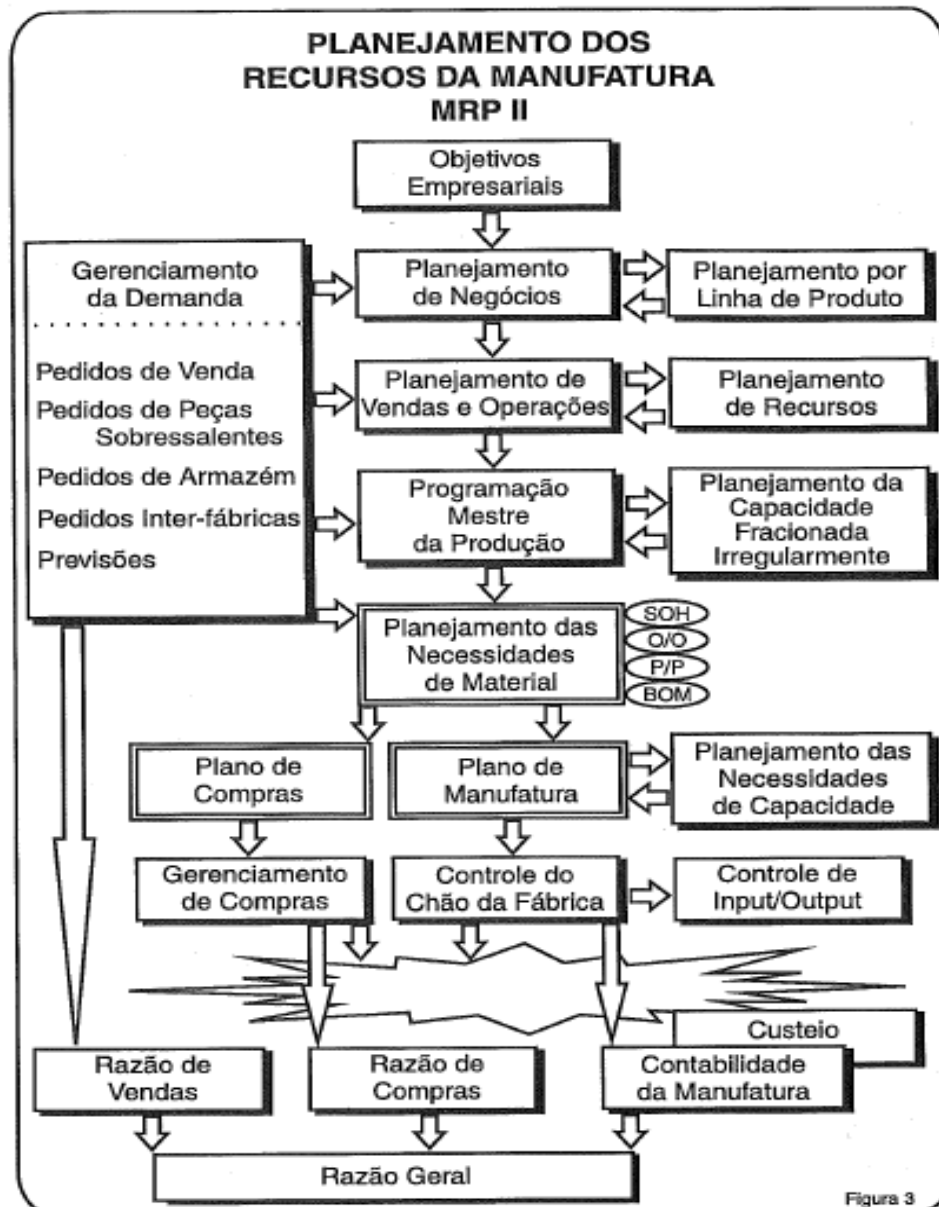 PLANEJAMENTO DOS
RECURSOS DA MANUFATURA
MRP II
Objetivos
Empresariais
Gerenciamento
da Demanda
Pedidos de Venda
Pedidos de Peças
Sobressalentes
Pedidos de Armazém
Pedidos Inter-fábricas
Previsões
Planejamento
de Negócios
Planejamento por
Linha de Produto
Planejamento de
Vendas e Operações
Planejamento
de Recursos
Programação
Mestre
da Produção
Planejamento da
Capacidade
Fracionada
Irregularmente
Planejamento das
Necessidades
de Material
SOH
O/O
P/P
BOM
Plano de
Compras
Plano de
Manufatura
Planejamento das
Necessidades
de Capacidade
Gerenciamento
de Compras
Controle do
Chão da Fábrica
Controle de
Input/Output
Custeio
Razão de
Vendas
Razão de
Compras
Contabilidade
da Manufatura
Razão Geral
Figura 3